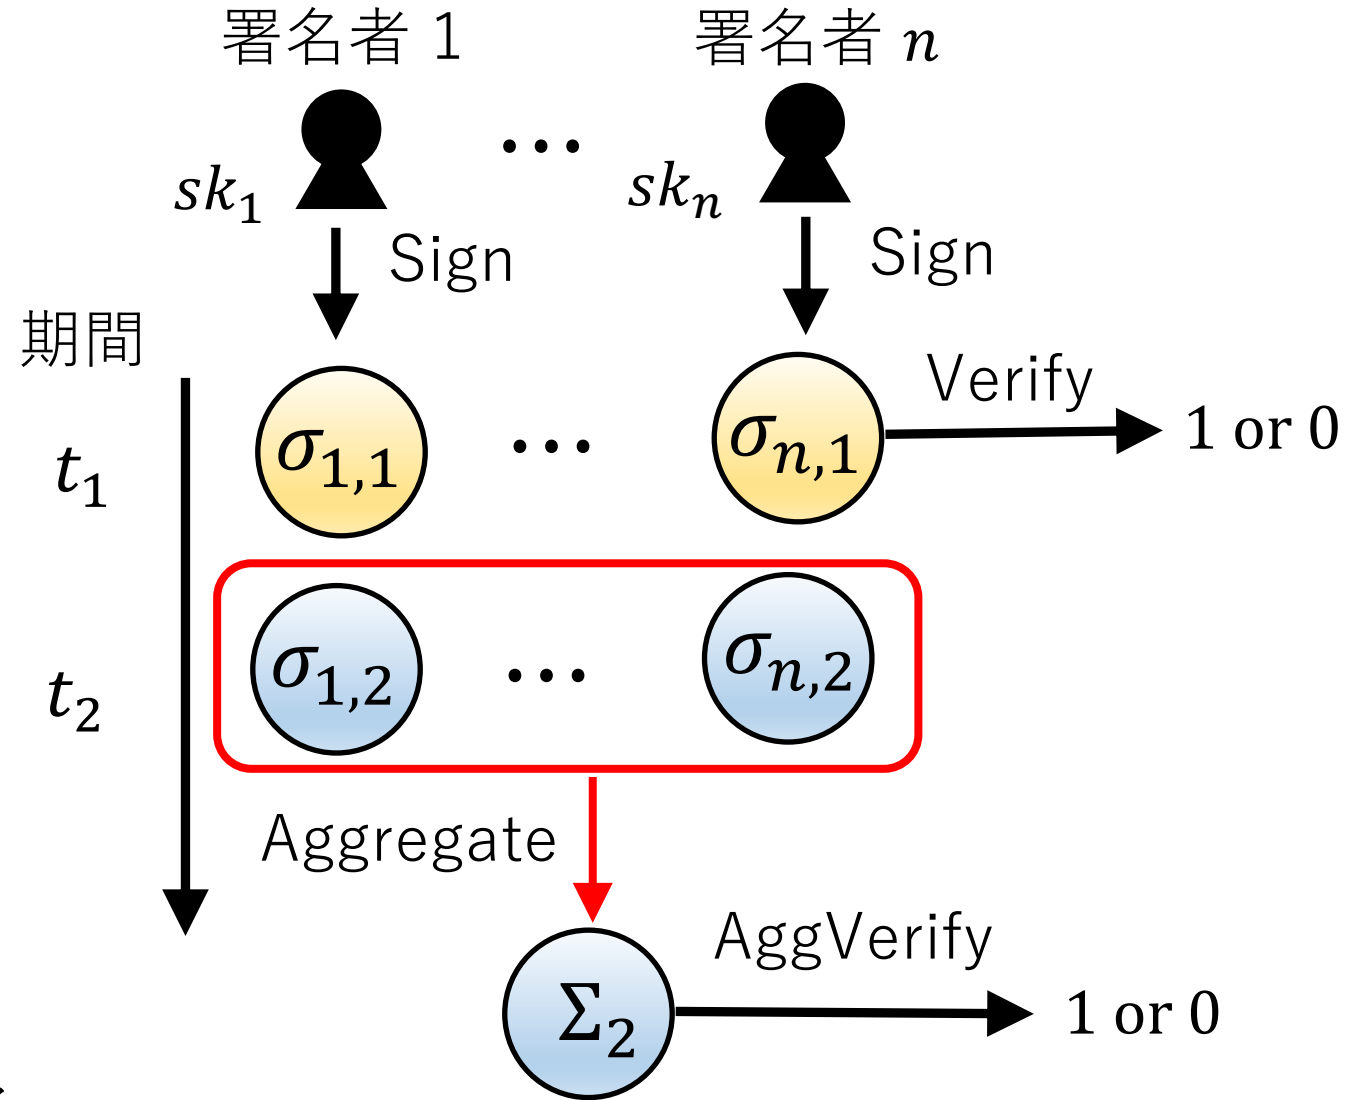 署名者 1 署名者 n
…
sk₁ skₙ
Sign Sign
期間
Verify
t₁ σ₁,₁ … σₙ,₁ 1 or 0
t₂ σ₁,₂ … σₙ,₂
Aggregate
AggVerify
Σ₂ 1 or 0